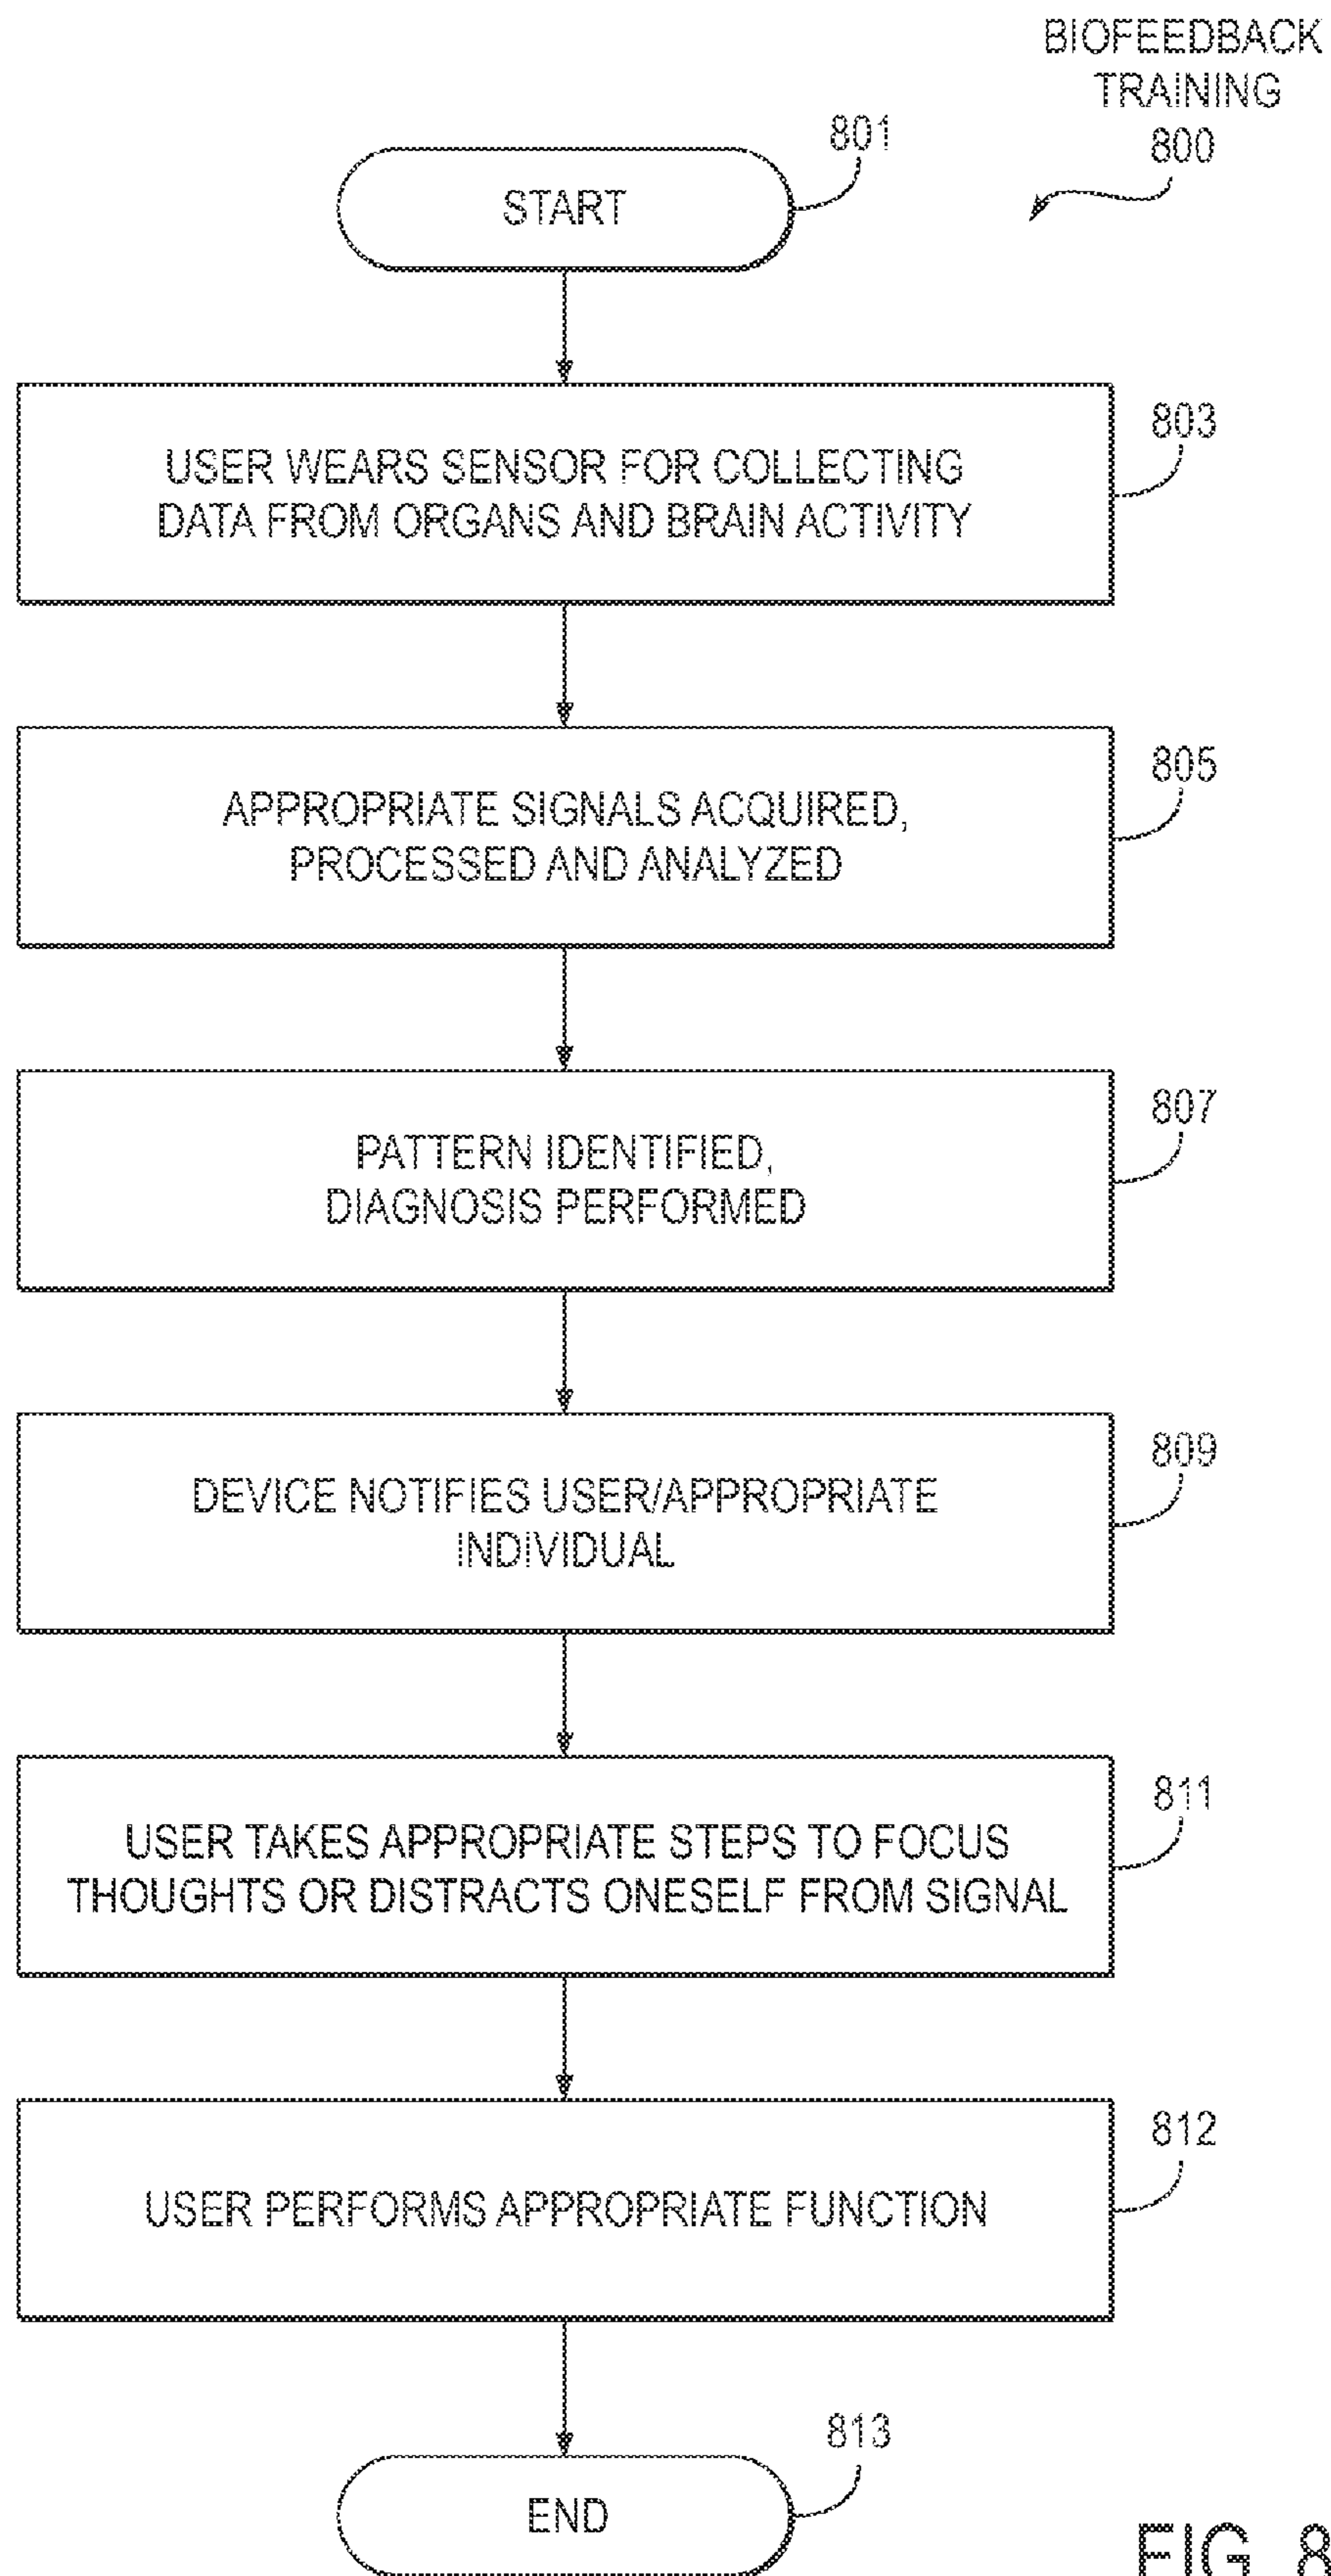 BIOFEEDBACK
TRAINING
800
801
START
803
USER WEARS SENSOR FOR COLLECTING
DATA FROM ORGANS AND BRAIN ACTIVITY
805
APPROPRIATE SIGNALS ACQUIRED,
PROCESSED AND ANALYZED
807
PATTERN IDENTIFIED,
DIAGNOSIS PERFORMED
809
DEVICE NOTIFIES USER/APPROPRIATE
INDIVIDUAL
811
USER TAKES APPROPRIATE STEPS TO FOCUS
THOUGHTS OR DISTRACTS ONESELF FROM SIGNAL
812
USER PERFORMS APPROPRIATE FUNCTION
813
END
FIG. 8